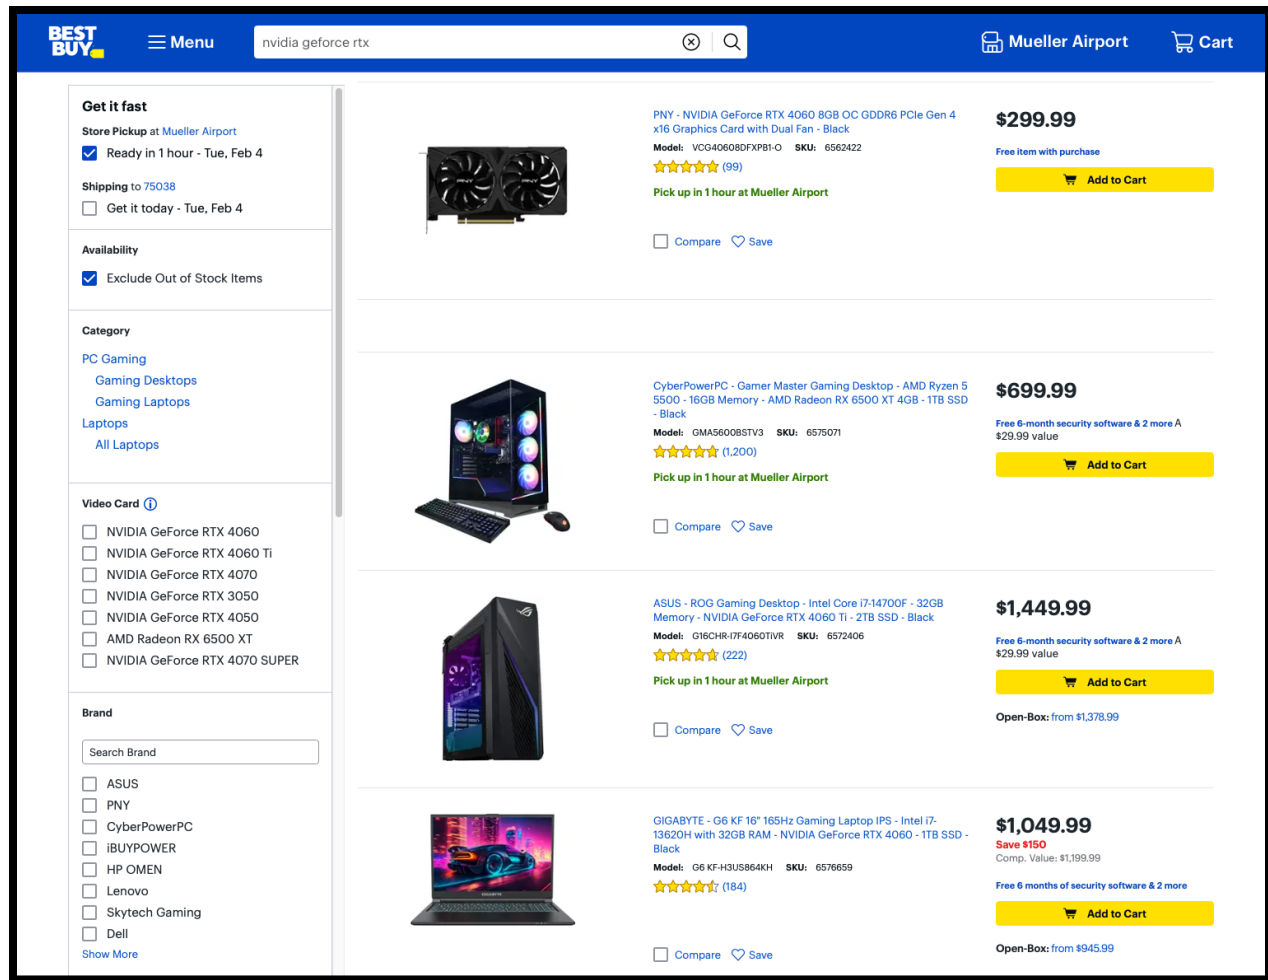 BEST
BUY
Menu
nvidia geforce rtx
Mueller Airport
Cart
Get it fast
Store Pickup at Mueller Airport
Ready in 1 hour - Tue, Feb 4
Shipping to 75038
Get it today - Tue, Feb 4
Availability
Exclude Out of Stock Items
Category
PC Gaming
Gaming Desktops
Gaming Laptops
Laptops
All Laptops
Video Card
NVIDIA GeForce RTX 4060
NVIDIA GeForce RTX 4060 Ti
NVIDIA GeForce RTX 4070
NVIDIA GeForce RTX 3050
NVIDIA GeForce RTX 4050
AMD Radeon RX 6500 XT
NVIDIA GeForce RTX 4070 SUPER
Brand
Search Brand
ASUS
PNY
CyberPowerPC
iBUYPOWER
HP OMEN
Lenovo
Skytech Gaming
Dell
Show More
PNY - NVIDIA GeForce RTX 4060 8GB OC GDDR6 PCIe Gen 4
x16 Graphics Card with Dual Fan - Black
Model: VCG40608DFXPB1-O SKU: 6562422
(99)
Pick up in 1 hour at Mueller Airport
Compare Save
$299.99
Free item with purchase
Add to Cart
CyberPowerPC - Gamer Master Gaming Desktop - AMD Ryzen 5
5500 - 16GB Memory - AMD Radeon RX 6500 XT 4GB - 1TB SSD
- Black
Model: GMA5600BSTV3 SKU: 6575071
(1,200)
Pick up in 1 hour at Mueller Airport
Compare Save
$699.99
Free 6-month security software & 2 more A
$29.99 value
Add to Cart
ASUS - ROG Gaming Desktop - Intel Core i7-14700F - 32GB
Memory - NVIDIA GeForce RTX 4060 Ti - 2TB SSD - Black
Model: G16CHR-I7F4060TIVR SKU: 6572406
(222)
Pick up in 1 hour at Mueller Airport
Compare Save
$1,449.99
Free 6-month security software & 2 more A
$29.99 value
Add to Cart
Open-Box: from $1,378.99
GIGABYTE - G6 KF 16" 165Hz Gaming Laptop IPS - Intel i7-
13620H with 32GB RAM - NVIDIA GeForce RTX 4060 - 1TB SSD -
Black
Model: G6 KF-H3US864KH SKU: 6576659
(184)
Compare Save
$1,049.99
Save $150
Comp. Value: $1,199.99
Free 6 months of security software & 2 more
Add to Cart
Open-Box: from $945.99